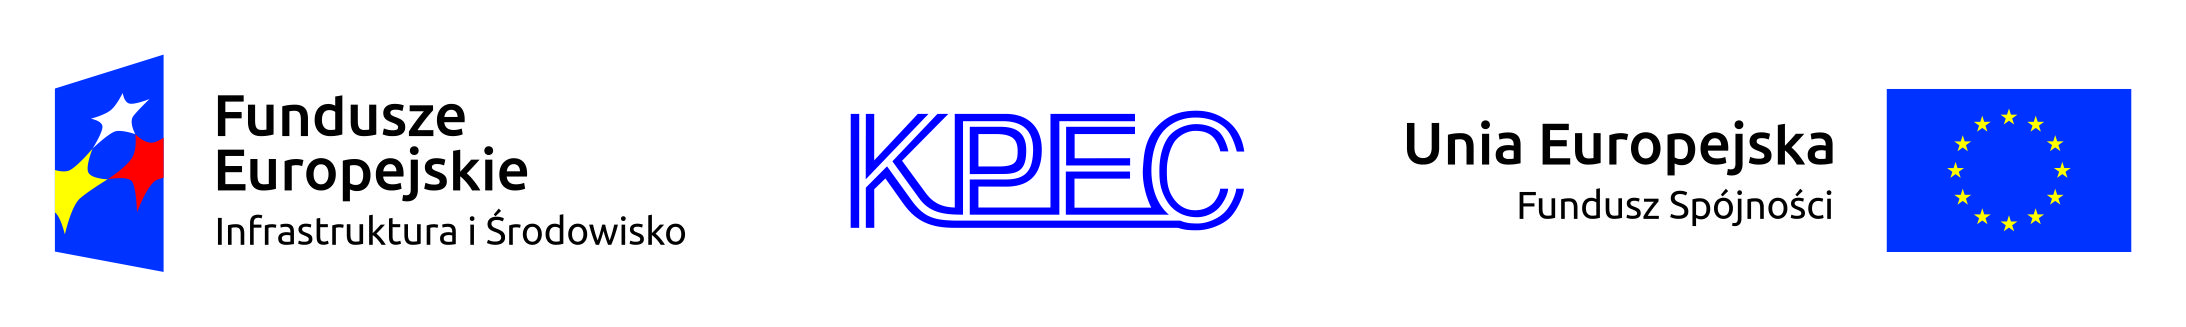 Fundusze
Europejskie
Infrastruktura i Środowisko
KPEC
Unia Europejska
Fundusz Spójności